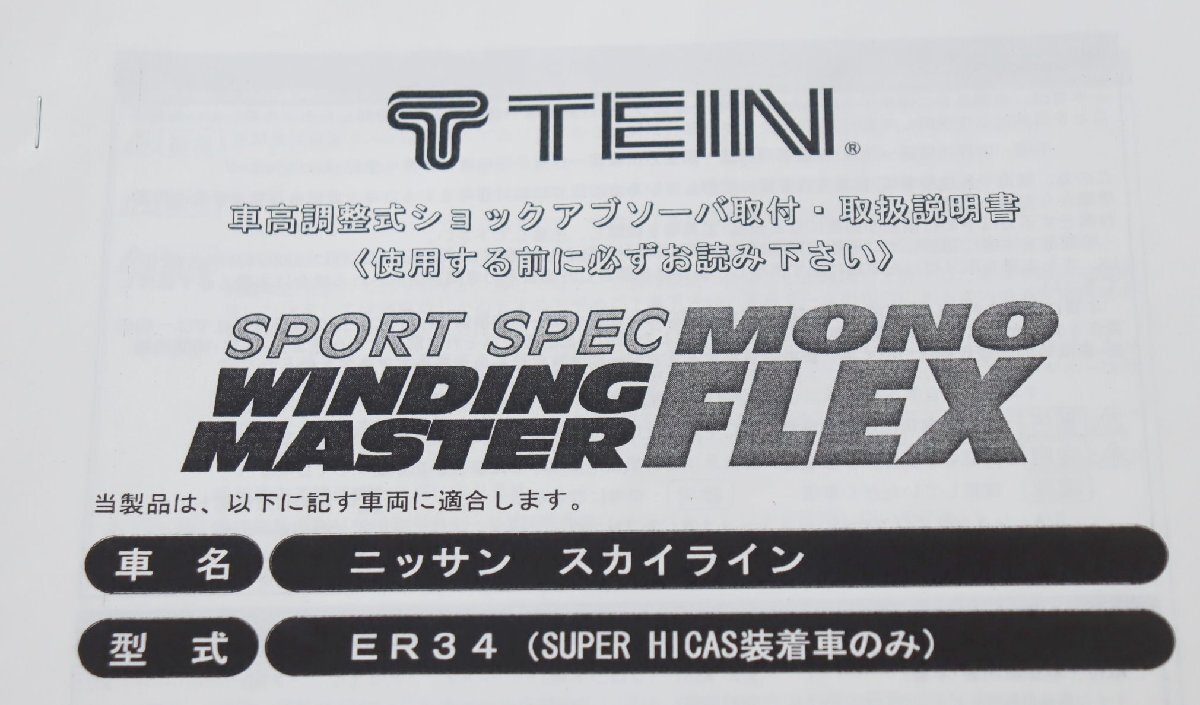 TEIN®
車高調整式ショックアブソーバ取付・取扱説明書
〈使用する前に必ずお読み下さい〉
SPORT SPEC MONO
WINDING FLEX
MASTER
当製品は、以下に記す車両に適合します。
車 名 ニッサン スカイライン
型 式 ER34 (SUPER HICAS装着車のみ)